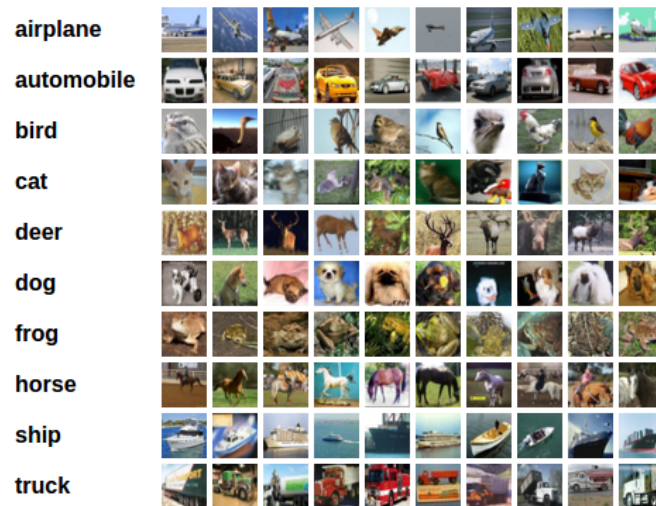 airplane
automobile
bird
cat
deer
dog
frog
horse
ship
truck